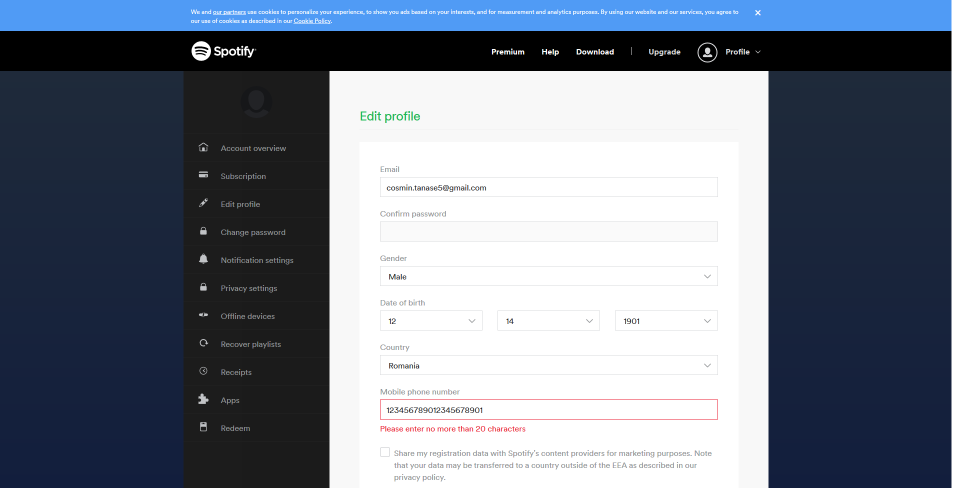 We and our partners use cookies to personalize your experience, to show you ads based on your interests, and for measurement and analytics purposes. By using our website and our services, you agree to
our use of cookies as described in our Cookie Policy.
Spotify
Premium Help Download | Upgrade Profile
Account overview
Subscription
Edit profile
Change password
Notification settings
Privacy settings
Offline devices
Recover playlists
Receipts
Apps
Redeem
Edit profile
Email
cosmin.tanase5@gmail.com
Confirm password
Gender
Male
Date of birth
12 14 1901
Country
Romania
Mobile phone number
123456789012345678901
Please enter no more than 20 characters
Share my registration data with Spotify's content providers for marketing purposes. Note
that your data may be transferred to a country outside of the EEA as described in our
privacy policy.